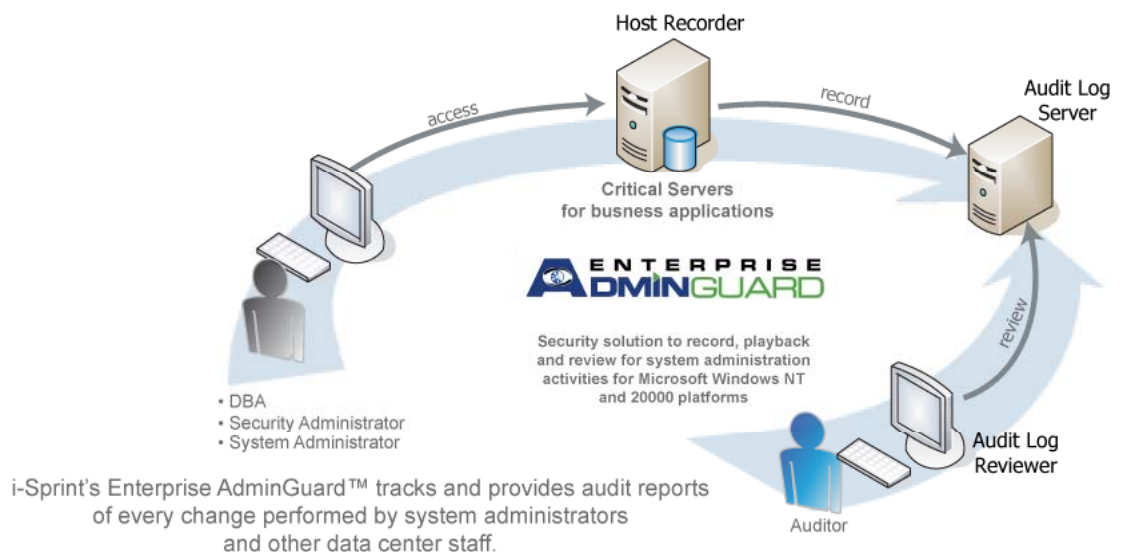 Host Recorder
access
record
Audit Log
Server
Critical Servers
for busness applications
ENTERPRISE
ADMINGUARD
Security solution to record, playback
and review for system administration
activities for Microsoft Windows NT
and 20000 platforms
review
• DBA
• Security Administrator
• System Administrator
Audit Log
Reviewer
Auditor
i-Sprint's Enterprise AdminGuard™ tracks and provides audit reports
of every change performed by system administrators
and other data center staff.